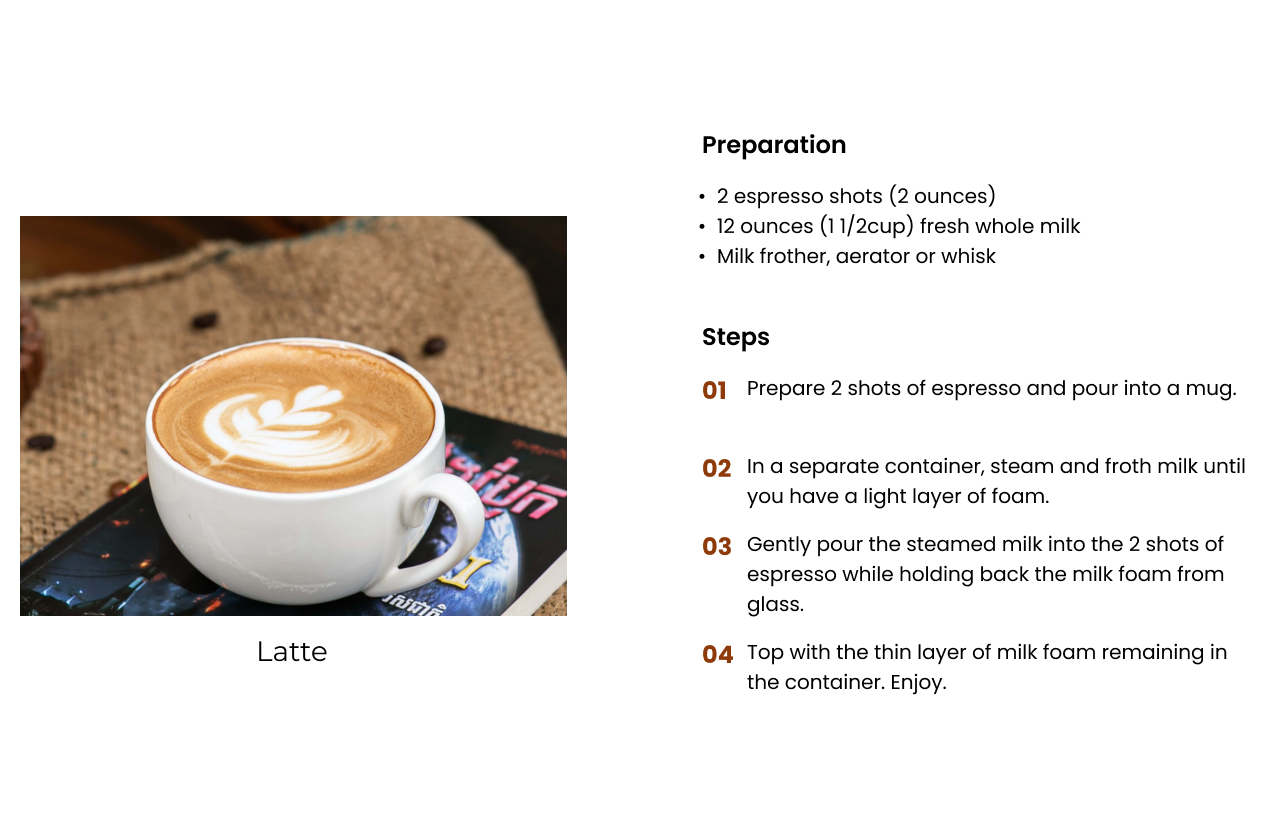 Preparation
• 2 espresso shots (2 ounces)
• 12 ounces (1 1/2cup) fresh whole milk
• Milk frother, aerator or whisk
Steps
01 Prepare 2 shots of espresso and pour into a mug.
02 In a separate container, steam and froth milk until
you have a light layer of foam.
03 Gently pour the steamed milk into the 2 shots of
espresso while holding back the milk foam from
glass.
04 Top with the thin layer of milk foam remaining in
the container. Enjoy.
Latte